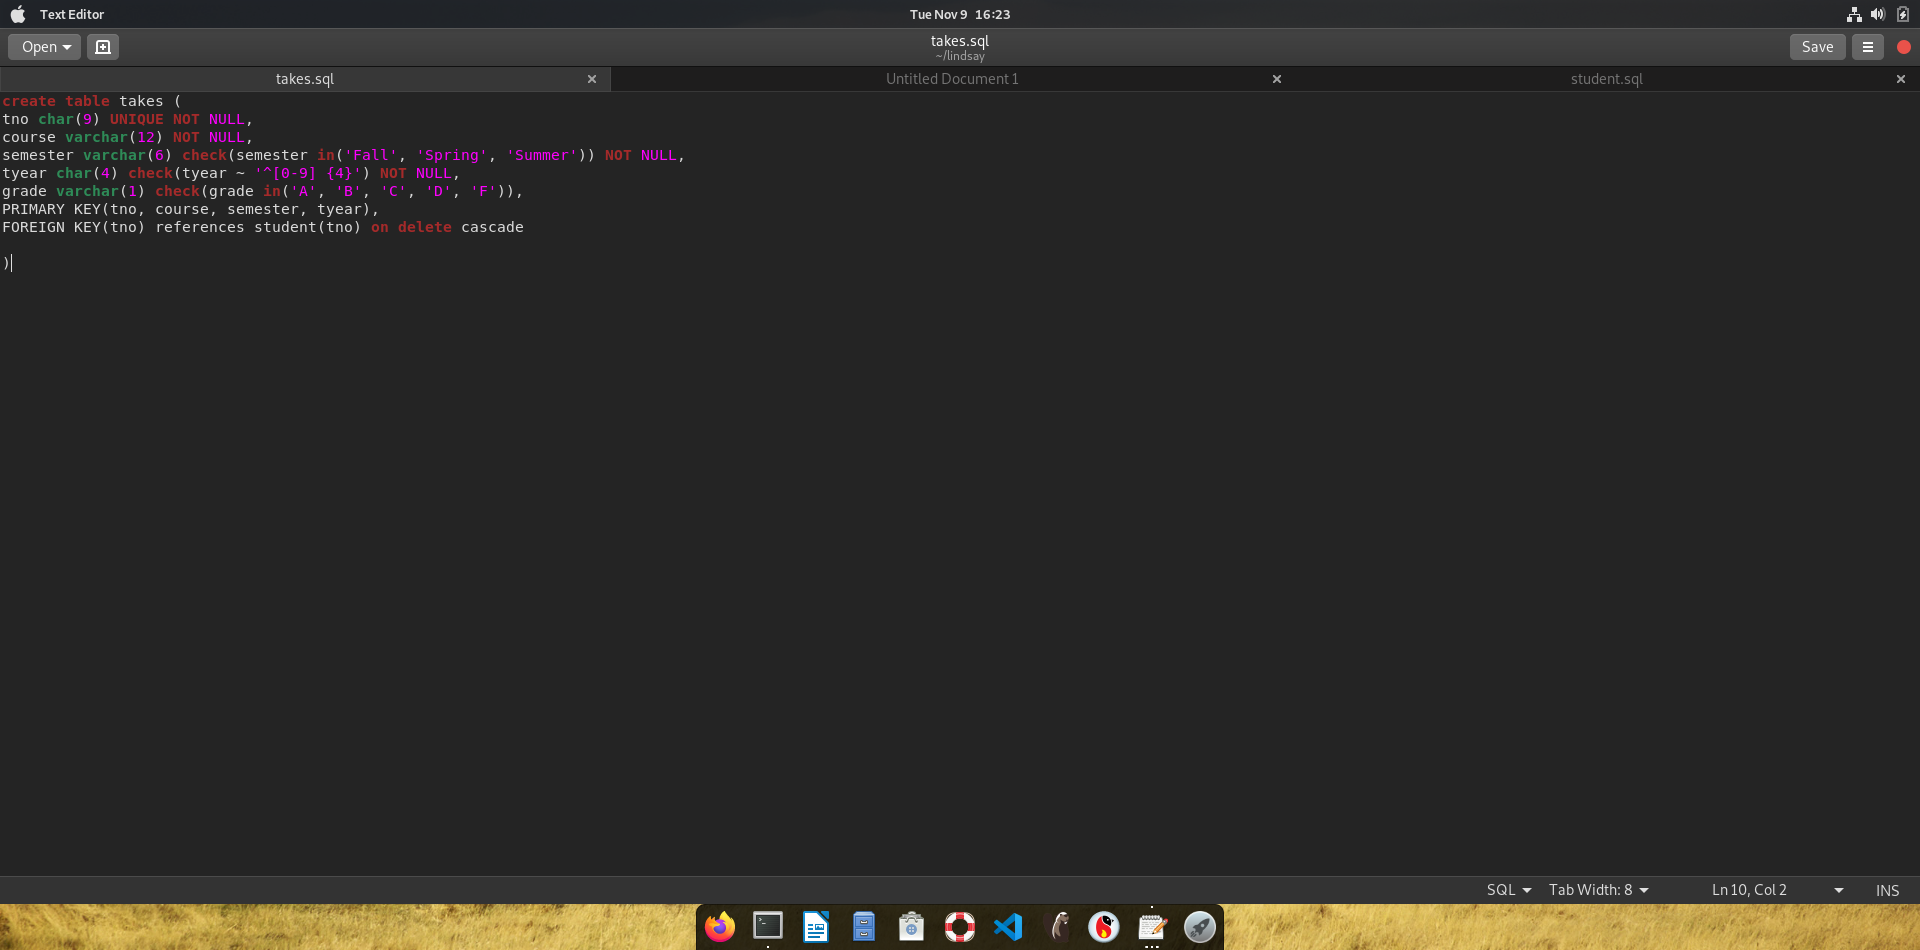 Text Editor
Tue Nov 9 16:23
Open
takes.sql
~/lindsay
Save
takes.sql
Untitled Document 1
student.sql
create table takes (
tno char(9) UNIQUE NOT NULL,
course varchar(12) NOT NULL,
semester varchar(6) check(semester in('Fall', 'Spring', 'Summer')) NOT NULL,
tyear char(4) check(tyear ~ '^[0-9] {4}') NOT NULL,
grade varchar(1) check(grade in('A', 'B', 'C', 'D', 'F')),
PRIMARY KEY(tno, course, semester, tyear),
FOREIGN KEY(tno) references student(tno) on delete cascade
)
SQL
Tab Width: 8
Ln 10, Col 2
INS